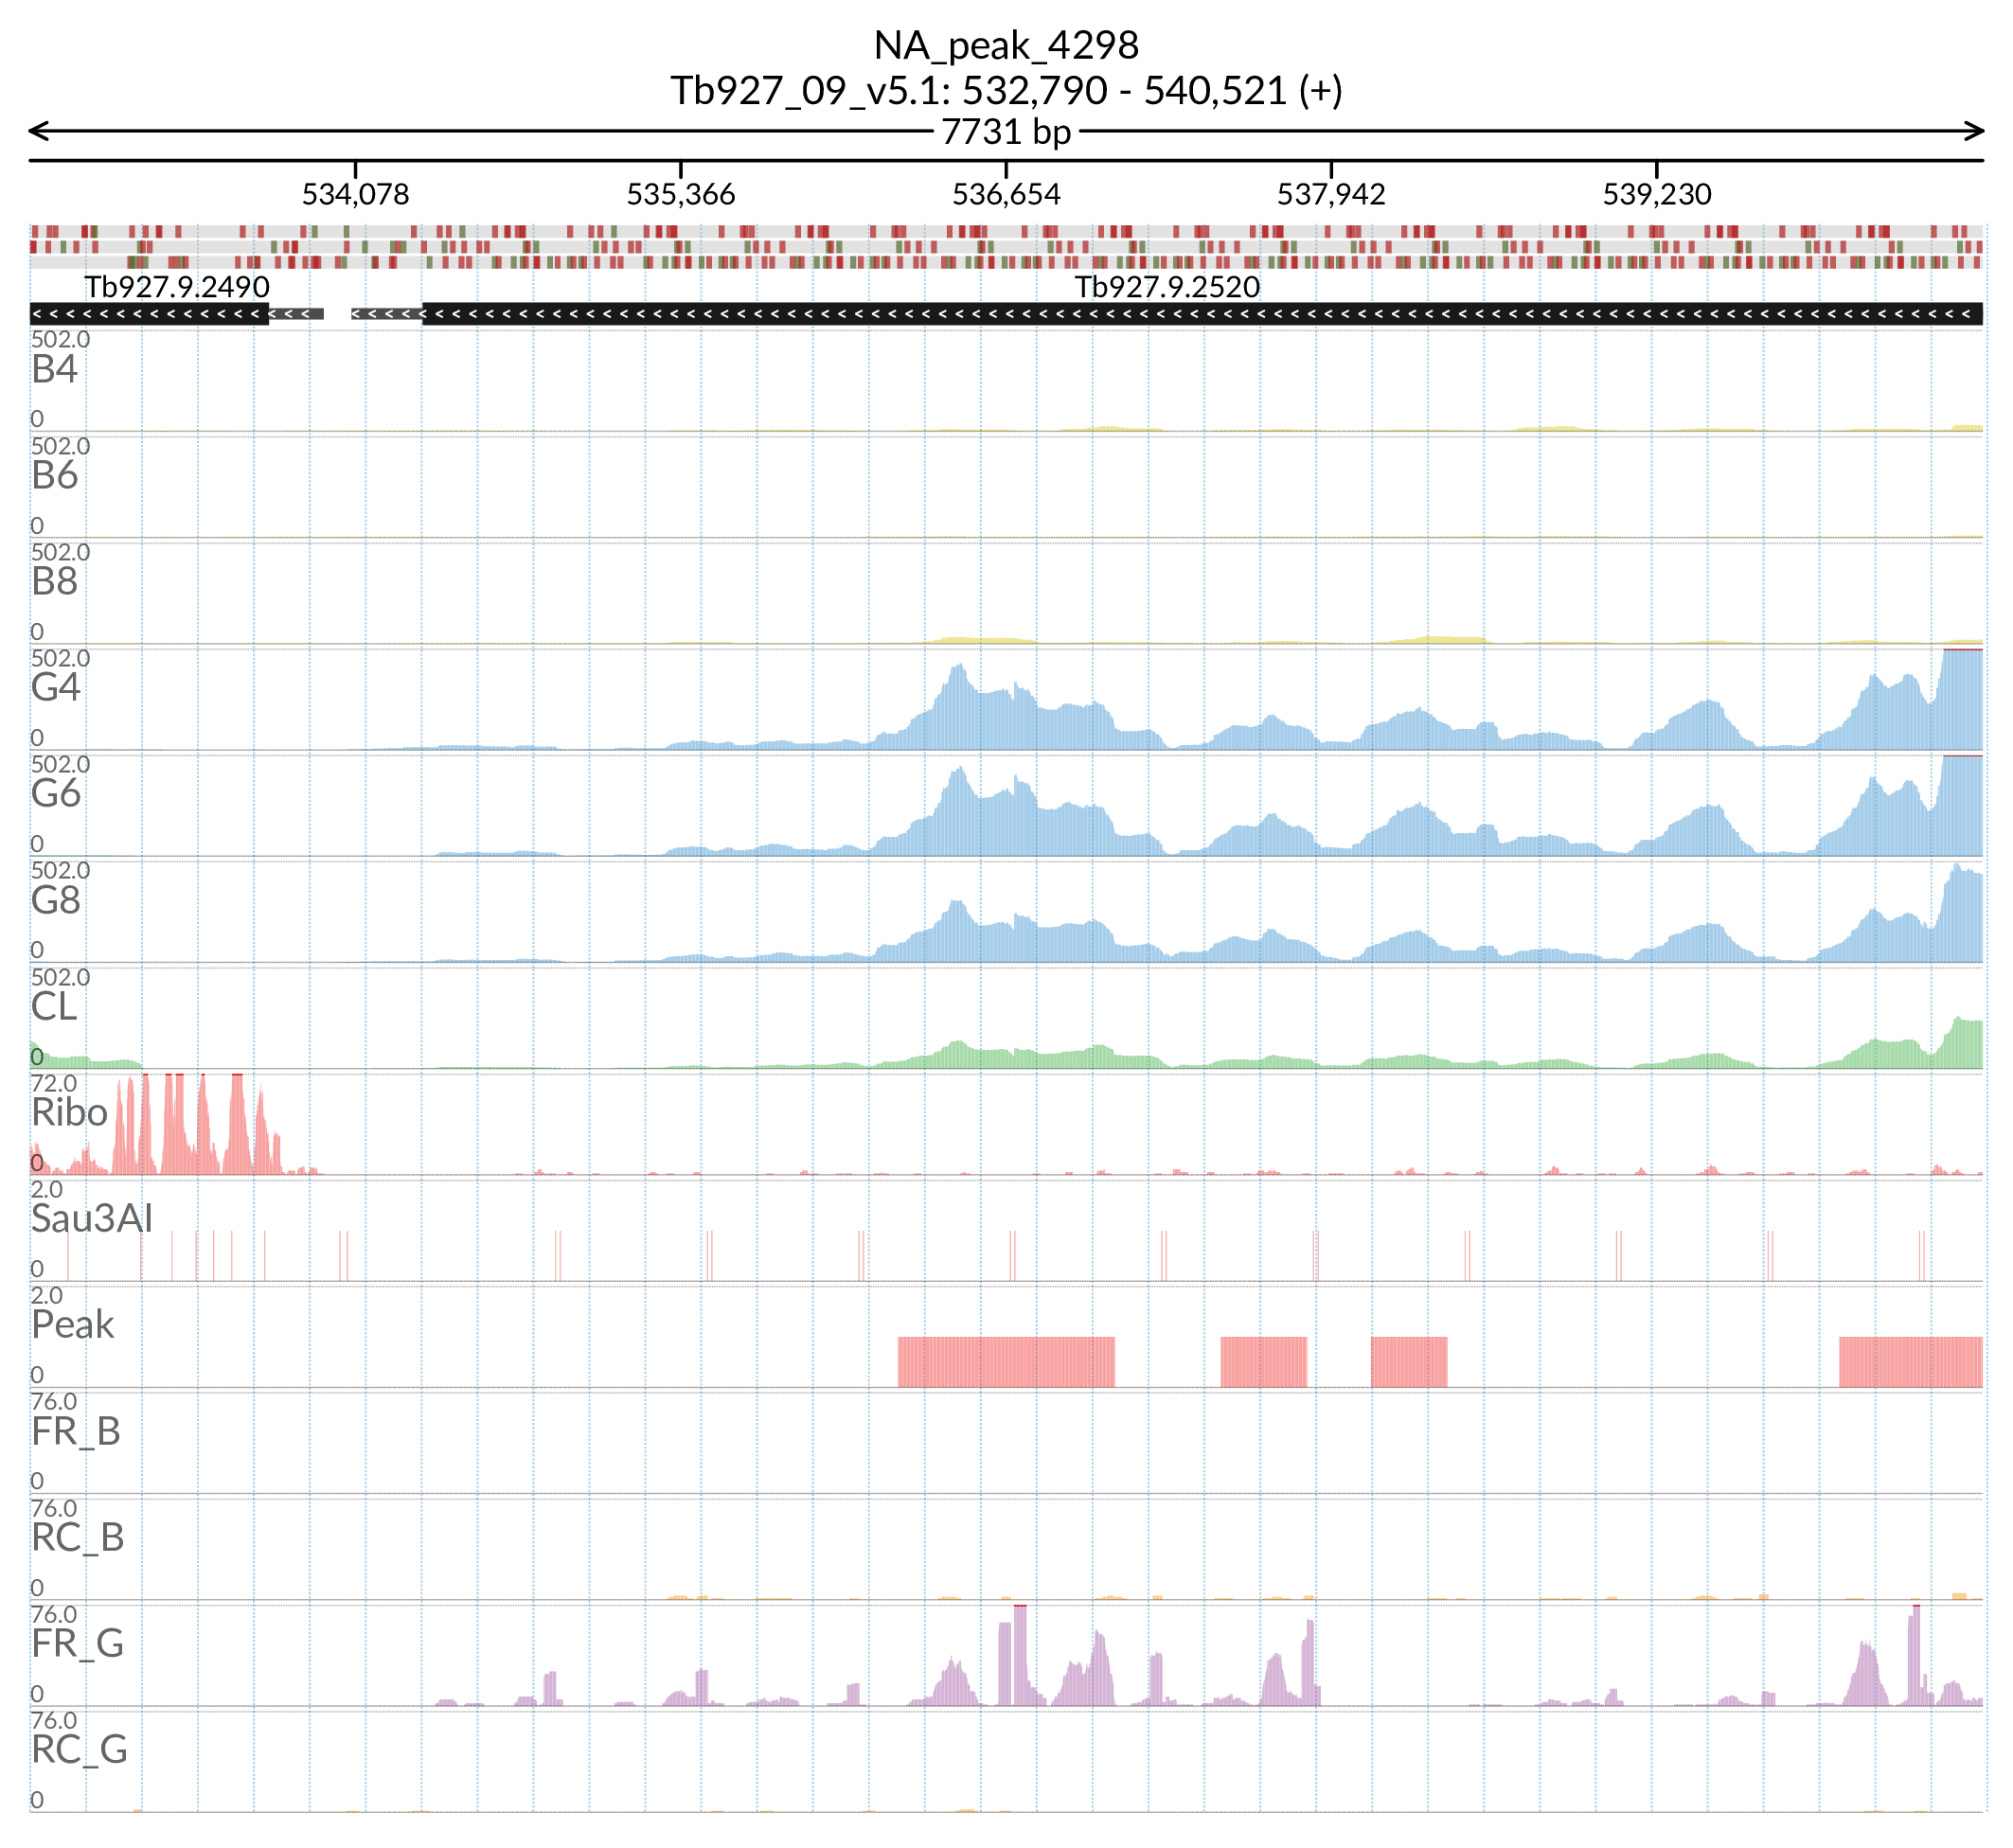 NA_peak_4298
Tb927_09_v5.1: 532,790 - 540,521 (+)
7731 bp
534,078 535,366 536,654 537,942 539,230
Tb927.9.2490 Tb927.9.2520
502.0
B4
0
502.0
B6
0
502.0
B8
0
502.0
G4
0
502.0
G6
0
502.0
G8
0
502.0
CL
0
72.0
Ribo
0
2.0
Sau3AI
0
2.0
Peak
0
76.0
FR_B
0
76.0
RC_B
0
76.0
FR_G
0
76.0
RC_G
0